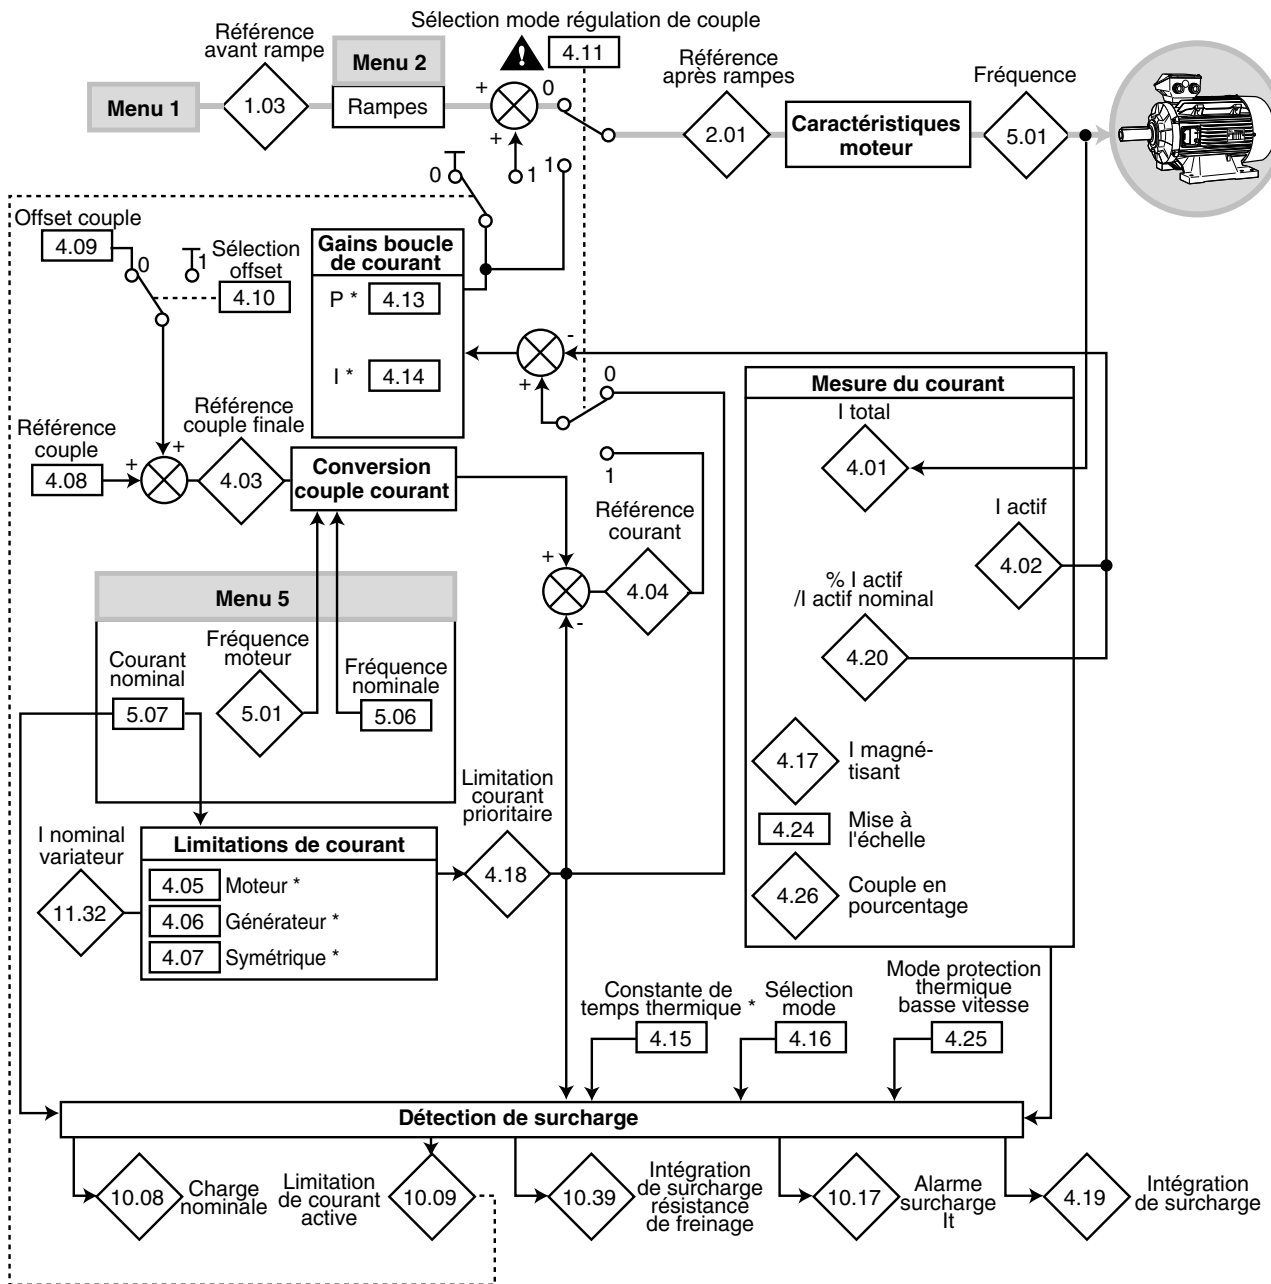 Sélection mode régulation de couple
4.11
Référence
avant rampe
Menu 1
1.03
Menu 2
Rampes
+
+
0
1
1
0
Référence
après rampes
2.01
Caractéristiques
moteur
Fréquence
5.01
Offset couple
4.09
0
1
Sélection
offset
4.10
Gains boucle
de courant
P *
4.13
I *
4.14
-
+
0
1
Mesure du courant
I total
4.01
I actif
4.02
% I actif
/I actif nominal
4.20
4.17
I magné-
tisant
4.24
Mise à
l'échelle
4.26
Couple en
pourcentage
Référence
couple
4.08
+
+
Référence
couple finale
4.03
Conversion
couple courant
Référence
courant
4.04
+
-
Menu 5
Courant
nominal
5.07
Fréquence
moteur
5.01
Fréquence
nominale
5.06
I nominal
variateur
11.32
Limitations de courant
4.05 Moteur *
4.06 Générateur *
4.07 Symétrique *
Limitation
courant
prioritaire
4.18
Constante de
temps thermique *
4.15
Sélection
mode
4.16
Mode protection
thermique
basse vitesse
4.25
Détection de surcharge
10.08
Charge
nominale
Limitation
de courant
active
10.09
10.39
Intégration
de surcharge
résistance
de freinage
10.17
Alarme
surcharge
It
4.19
Intégration
de surcharge